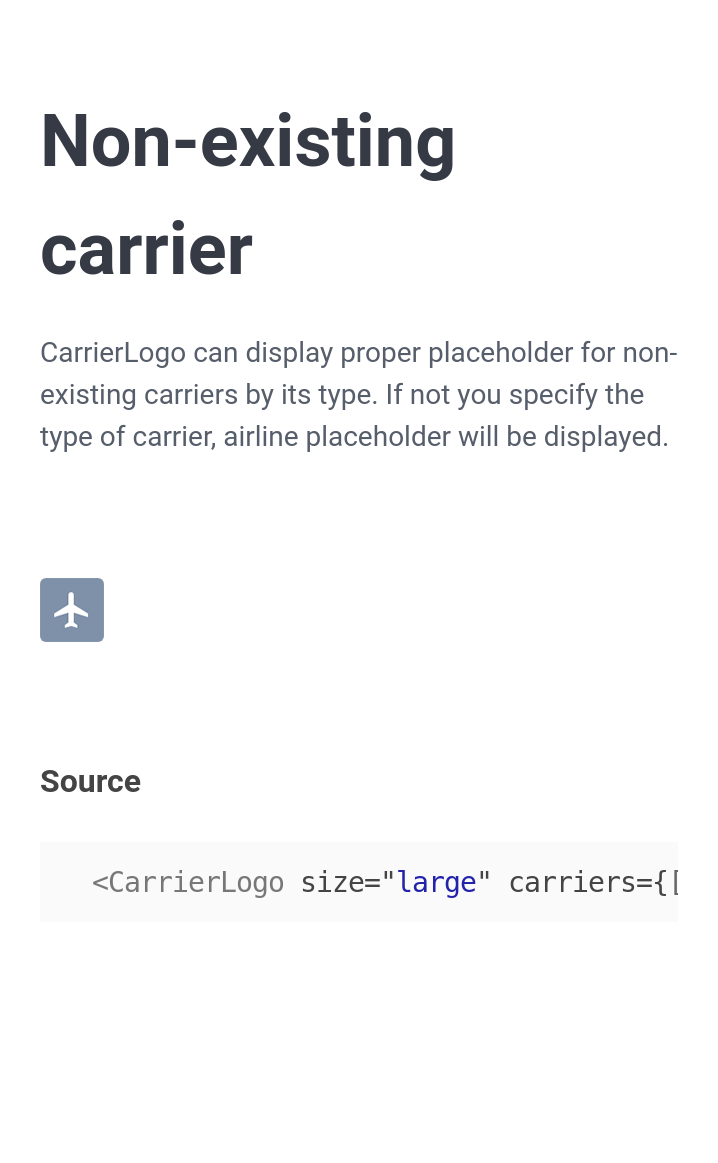 Non-existing
carrier
CarrierLogo can display proper placeholder for non-
existing carriers by its type. If not you specify the
type of carrier, airline placeholder will be displayed.
Source
<CarrierLogo size="large" carriers={[